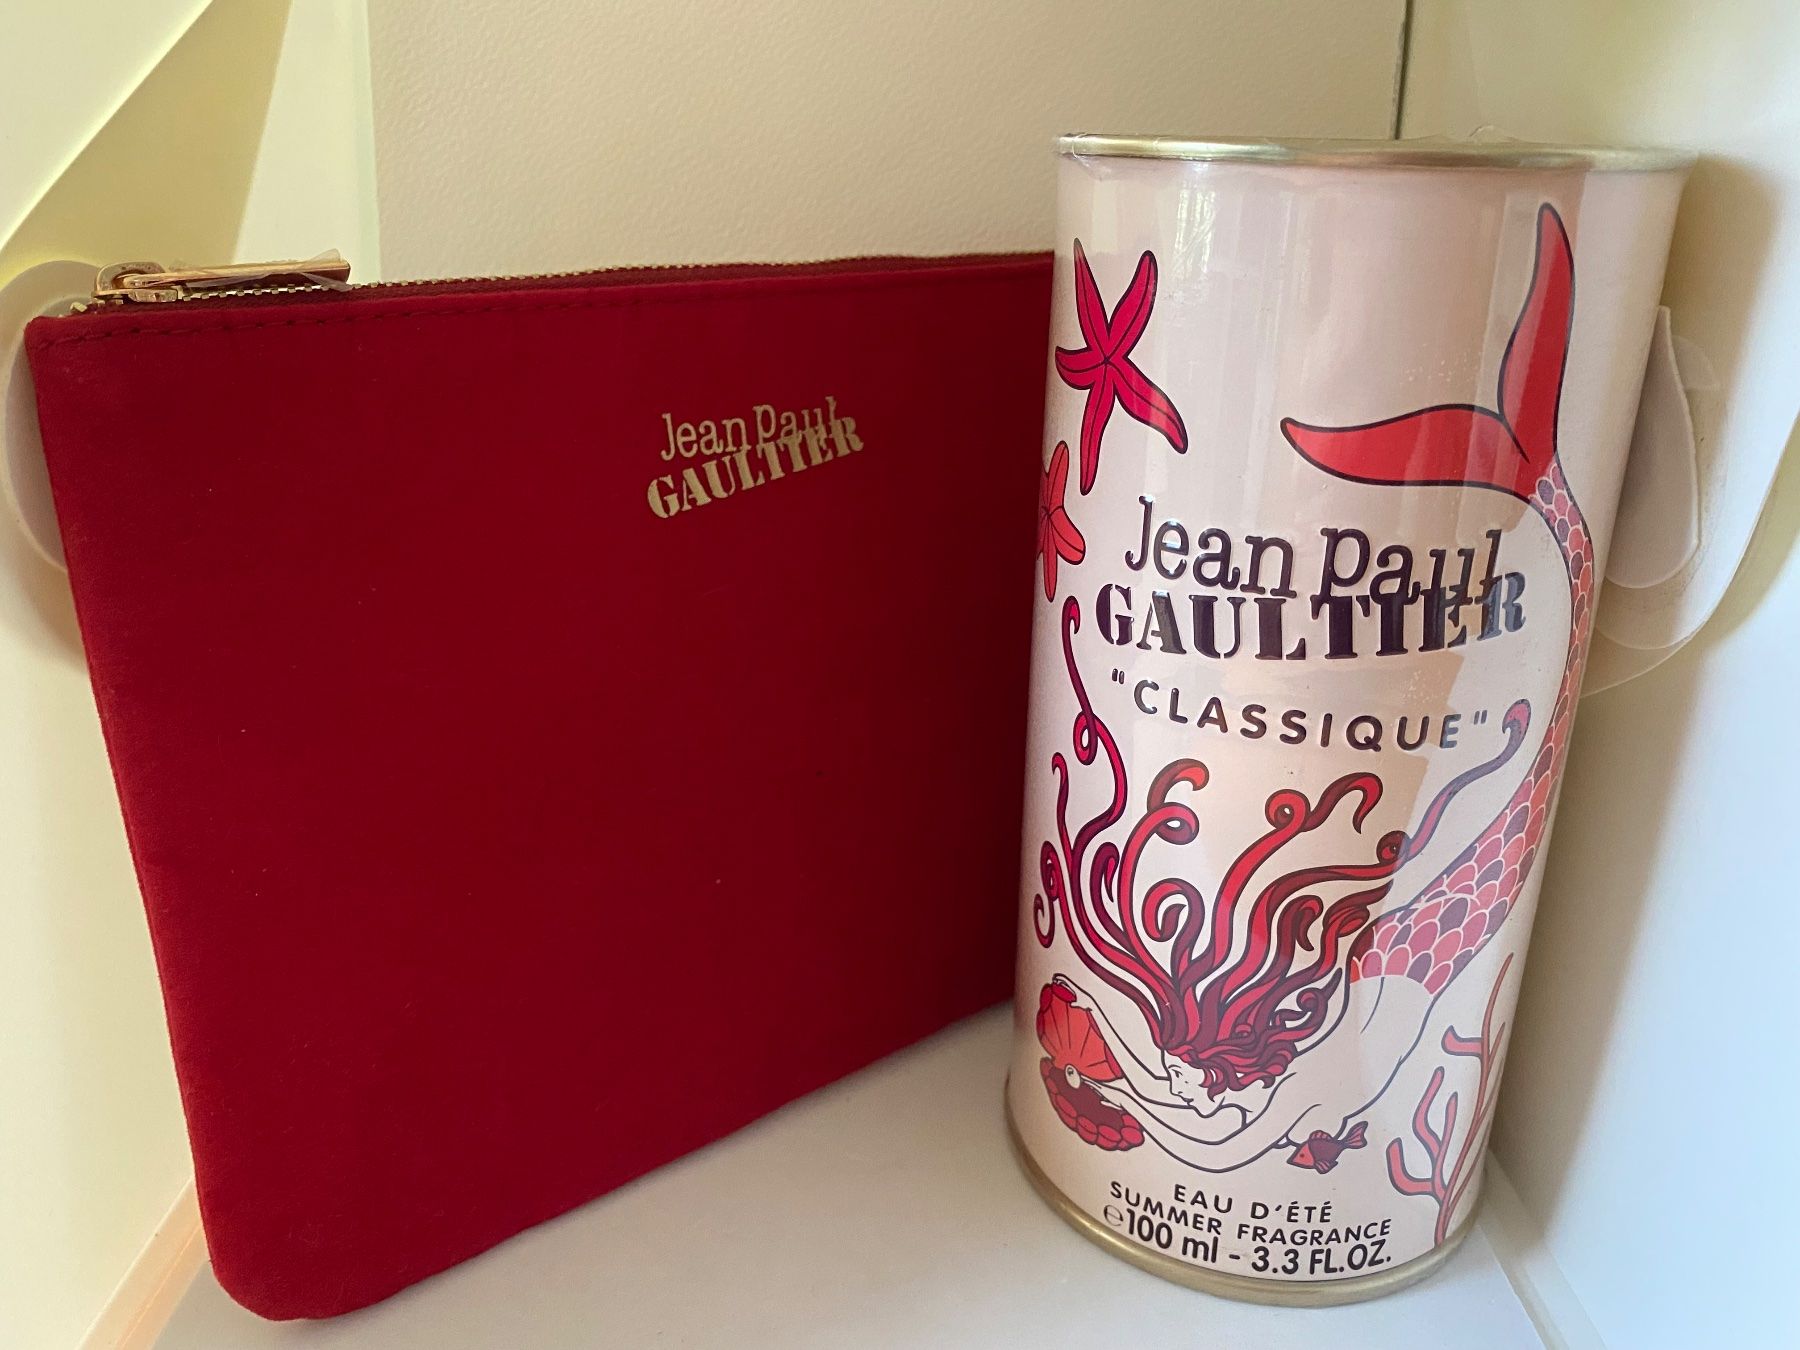 Jean Paul
GAULTIER
Jean Paul
GAULTIER
"CLASSIQUE"
EAU D'ÉTÉ
SUMMER FRAGRANCE
℮100 ml - 3.3 FL.OZ.